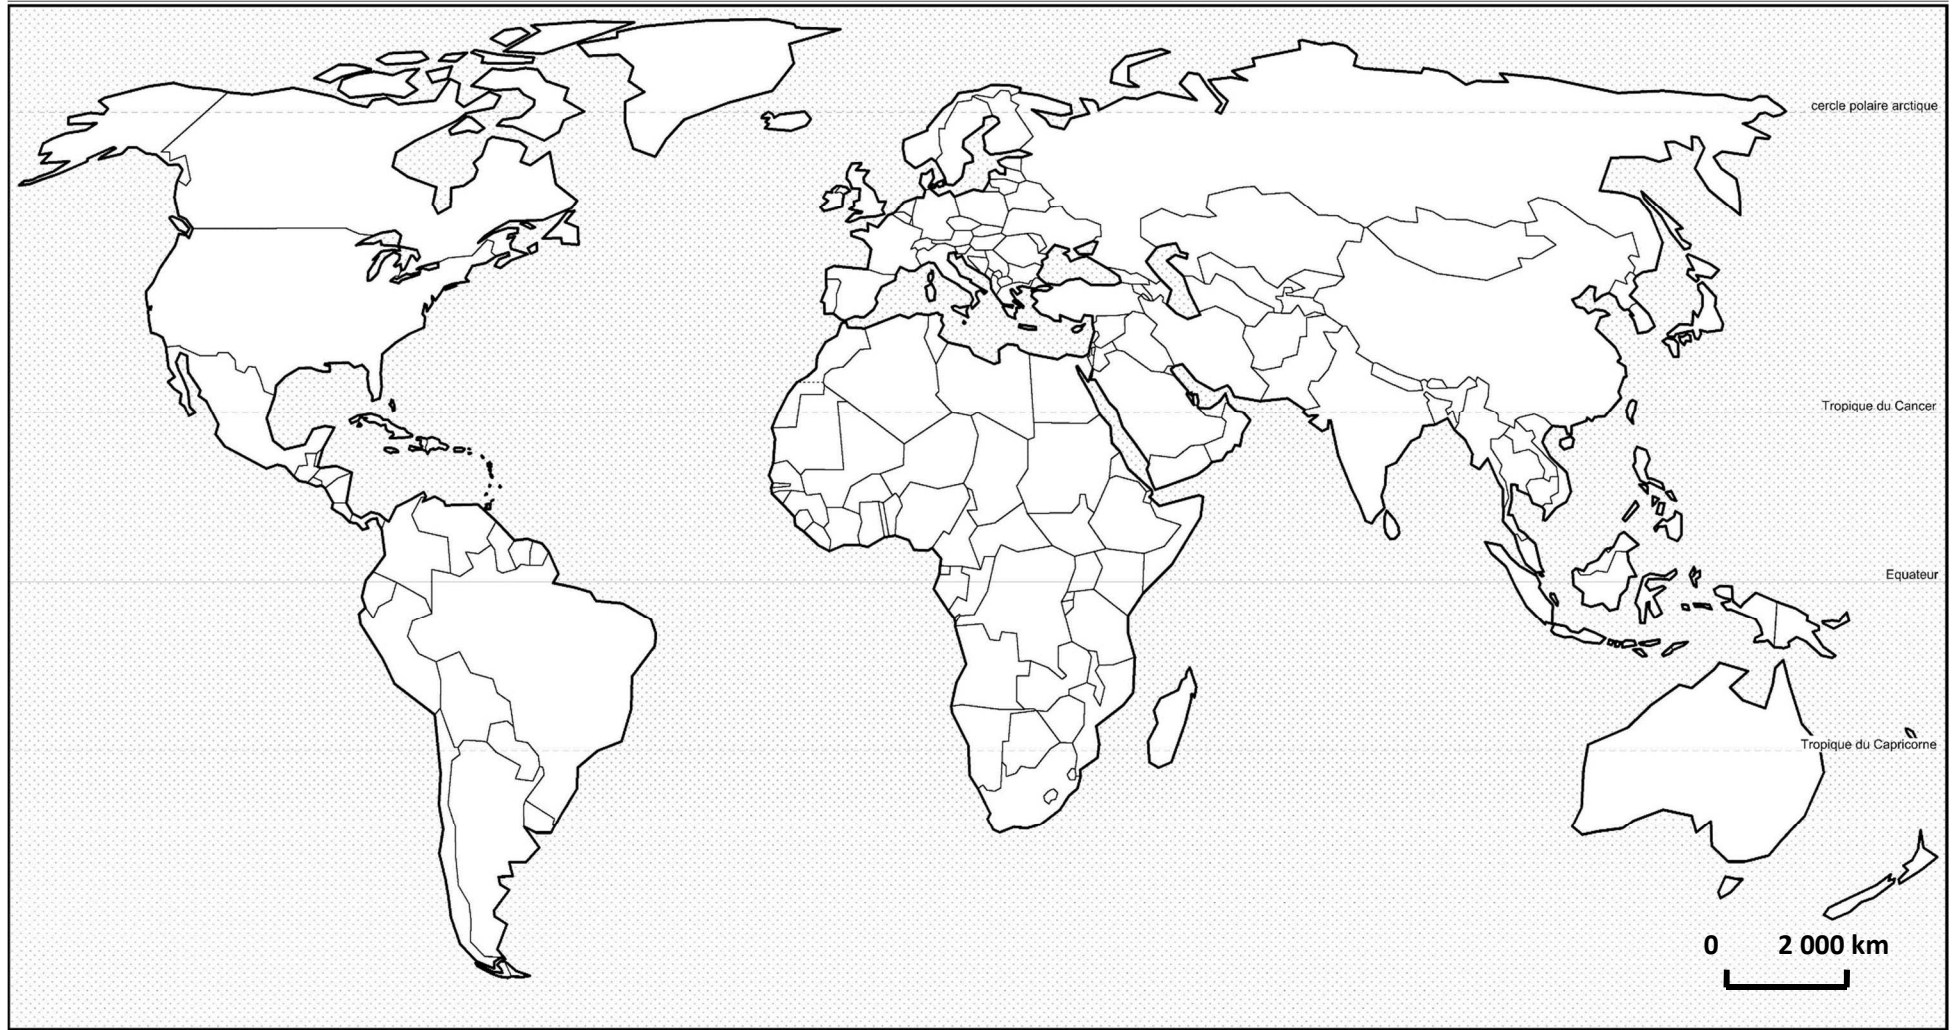 cercle polaire arctique
Tropique du Cancer
Equateur
Tropique du Capricorne
0 2 000 km